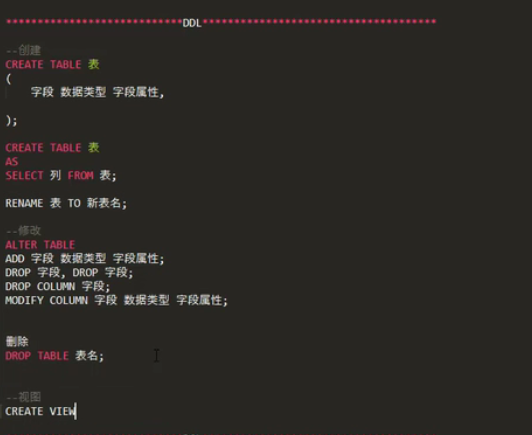 ****************************DDL*************************************
--创建
CREATE TABLE 表
(
    字段 数据类型 字段属性,
);
CREATE TABLE 表
AS
SELECT 列 FROM 表;
RENAME 表 TO 新表名;
--修改
ALTER TABLE
ADD 字段 数据类型 字段属性;
DROP 字段, DROP 字段;
DROP COLUMN 字段;
MODIFY COLUMN 字段 数据类型 字段属性;
删除
DROP TABLE 表名;
--视图
CREATE VIEW